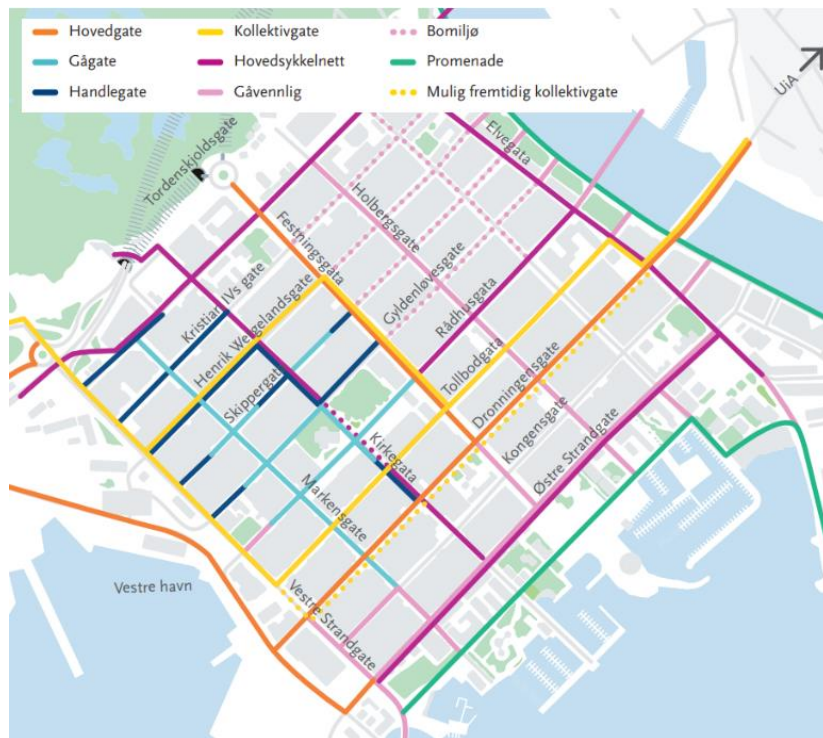 Hovedgate
Gågate
Handlegate
Kollektivgate
Hovedsykkelnett
Gåvennlig
Bomiljø
Promenade
Mulig fremtidig kollektivgate
UiA
Tordenskjoldsgate
Elvegata
Holbergsgate
Festningsgata
Kristian IVs gate
Gyldenløvesgate
Henrik Wergelandsgate
Rådhusgata
Skippergata
Tollbodgata
Dronningensgate
Kongensgate
Kirkegata
Østre Strandgate
Markensgate
Vestre havn
Vestre Strandgate